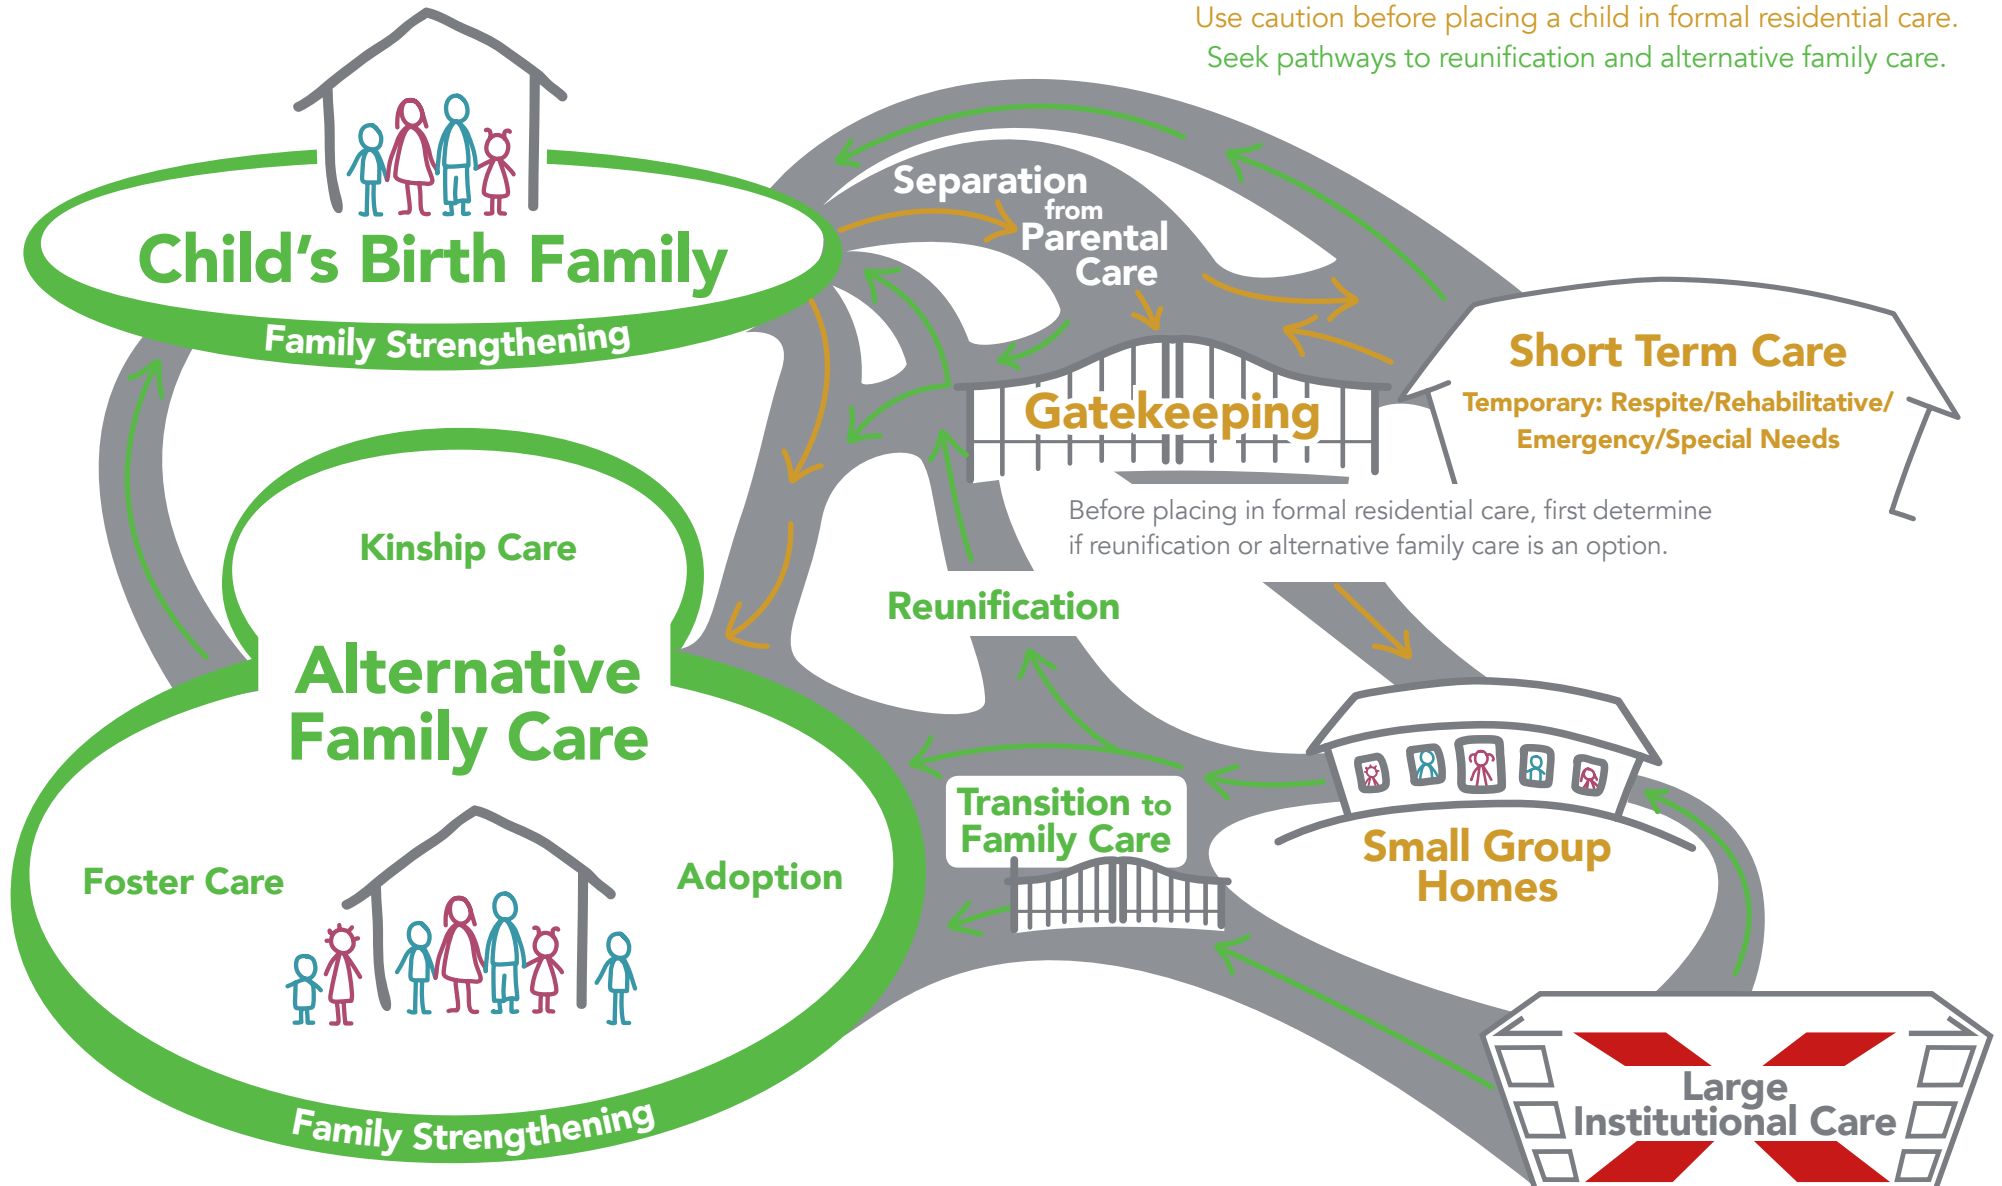 Use caution before placing a child in formal residential care.
Seek pathways to reunification and alternative family care.
Separation
from
Parental
Care
Child's Birth Family
Family Strengthening
Short Term Care
Temporary: Respite/Rehabilitative/
Emergency/Special Needs
Gatekeeping
Before placing in formal residential care, first determine
if reunification or alternative family care is an option.
Kinship Care
Reunification
Alternative
Family Care
Transition to
Family Care
Small Group
Homes
Foster Care
Adoption
Large
Institutional Care
Family Strengthening